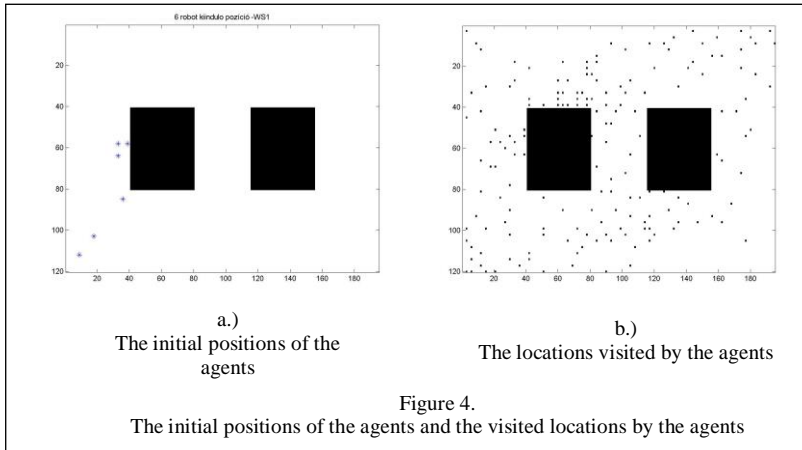 6 robot kiinduló pozíció -WS1
20
40
60
80
100
120
20 40 60 80 100 120 140 160 180
20
40
60
80
100
120
20 40 60 80 100 120 140 160 180
a.)
The initial positions of the
agents
b.)
The locations visited by the agents
Figure 4.
The initial positions of the agents and the visited locations by the agents